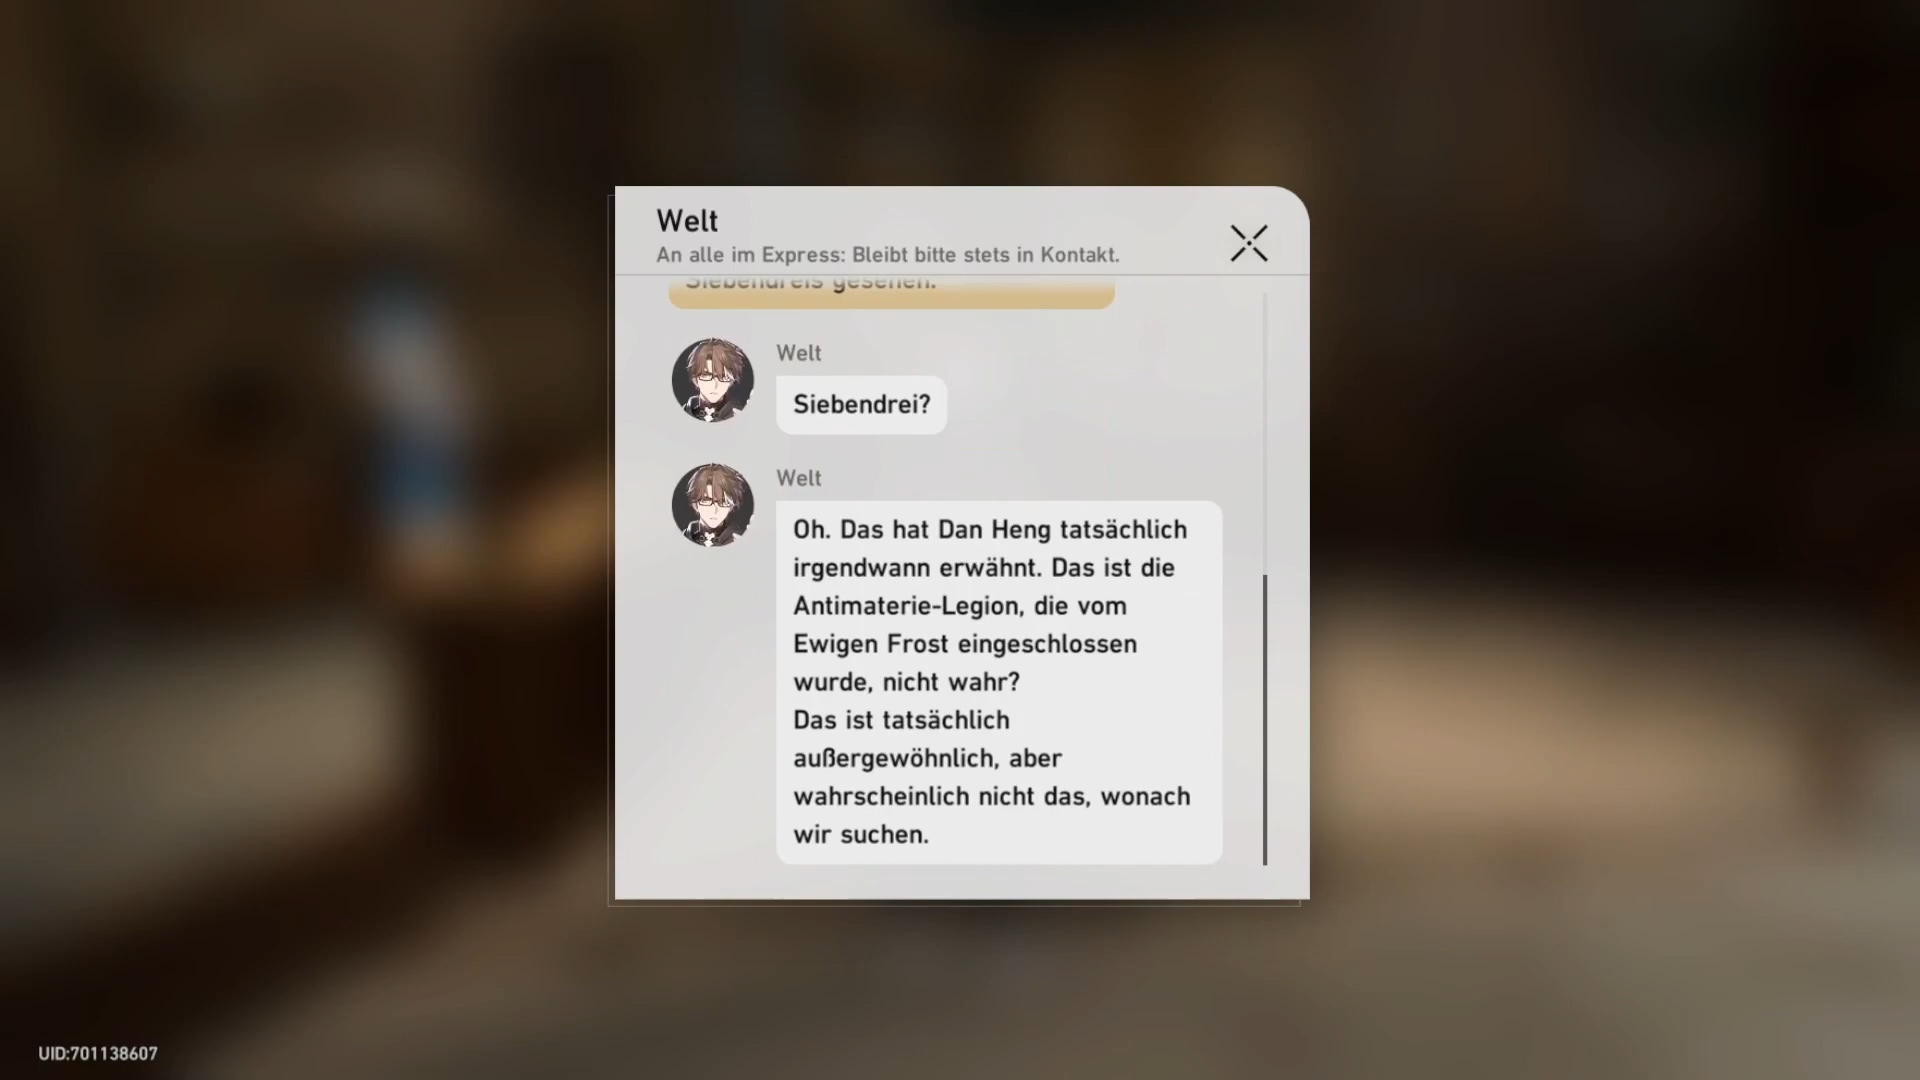 Welt
An alle im Express: Bleibt bitte stets in Kontakt.
Siebendreis gesehen.
Welt
Siebendrei?
Welt
Oh. Das hat Dan Heng tatsächlich
irgendwann erwähnt. Das ist die
Antimaterie-Legion, die vom
Ewigen Frost eingeschlossen
wurde, nicht wahr?
Das ist tatsächlich
außergewöhnlich, aber
wahrscheinlich nicht das, wonach
wir suchen.
UID:701138607